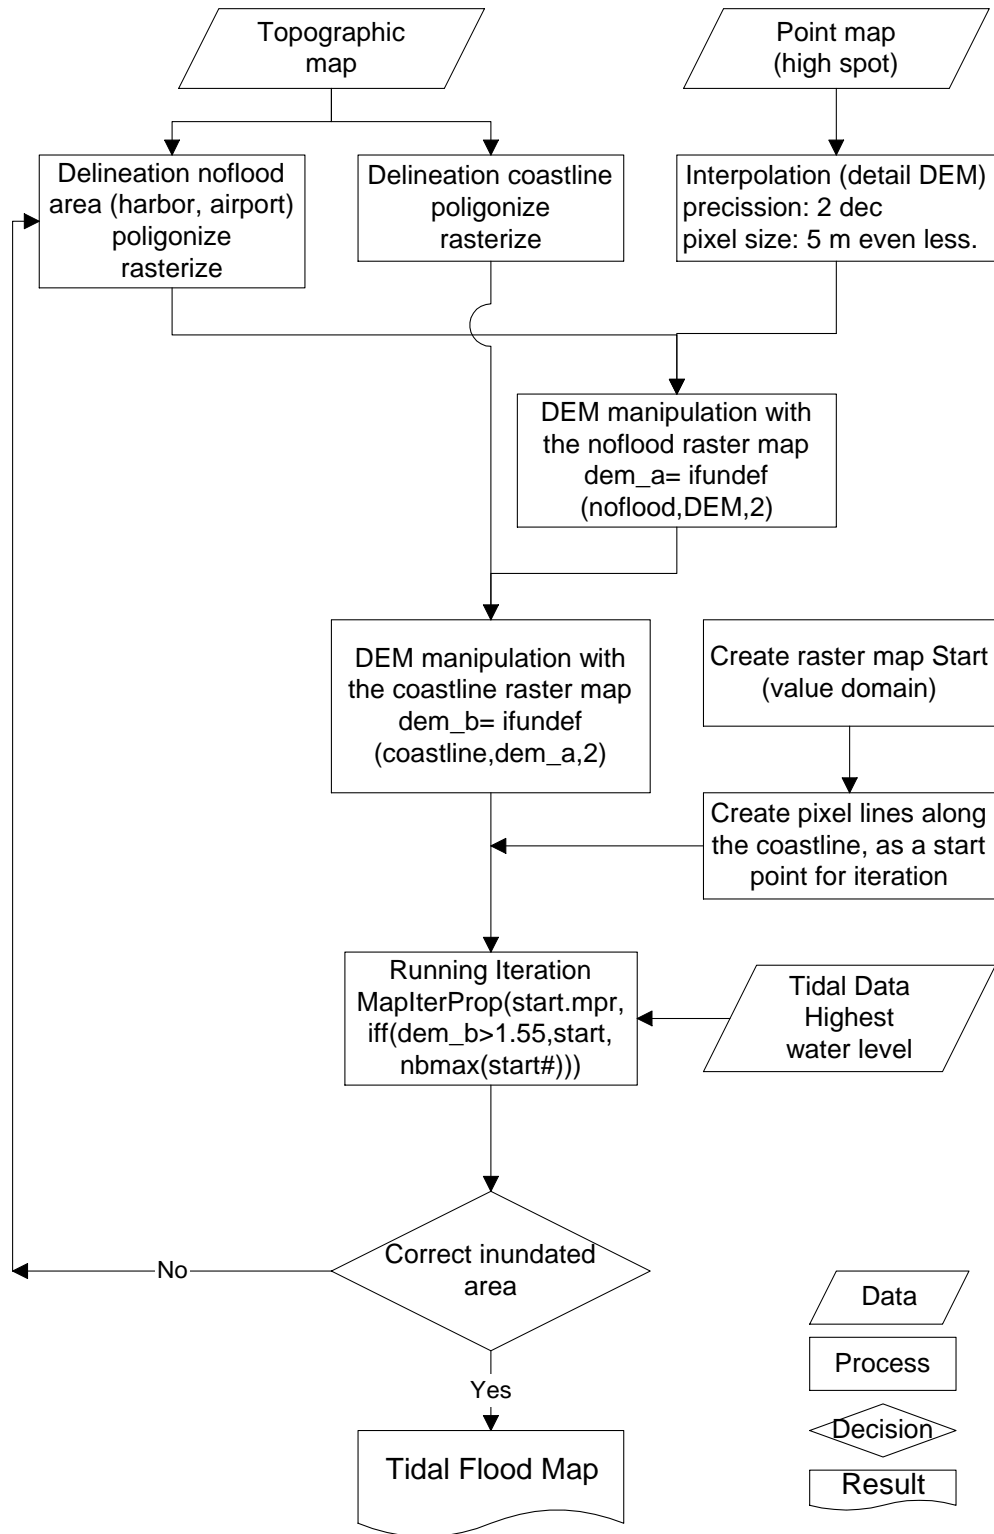 Topographic
map
Point map
(high spot)
Delineation noflood
area (harbor, airport)
poligonize
rasterize
Delineation coastline
poligonize
rasterize
Interpolation (detail DEM)
precission: 2 dec
pixel size: 5 m even less.
DEM manipulation with
the noflood raster map
dem_a= ifundef
(noflood,DEM,2)
DEM manipulation with
the coastline raster map
dem_b= ifundef
(coastline,dem_a,2)
Create raster map Start
(value domain)
Create pixel lines along
the coastline, as a start
point for iteration
Running Iteration
MapIterProp(start.mpr,
iff(dem_b>1.55,start,
nbmax(start#)))
Tidal Data
Highest
water level
Correct inundated
area
No
Yes
Tidal Flood Map
Data
Process
Decision
Result